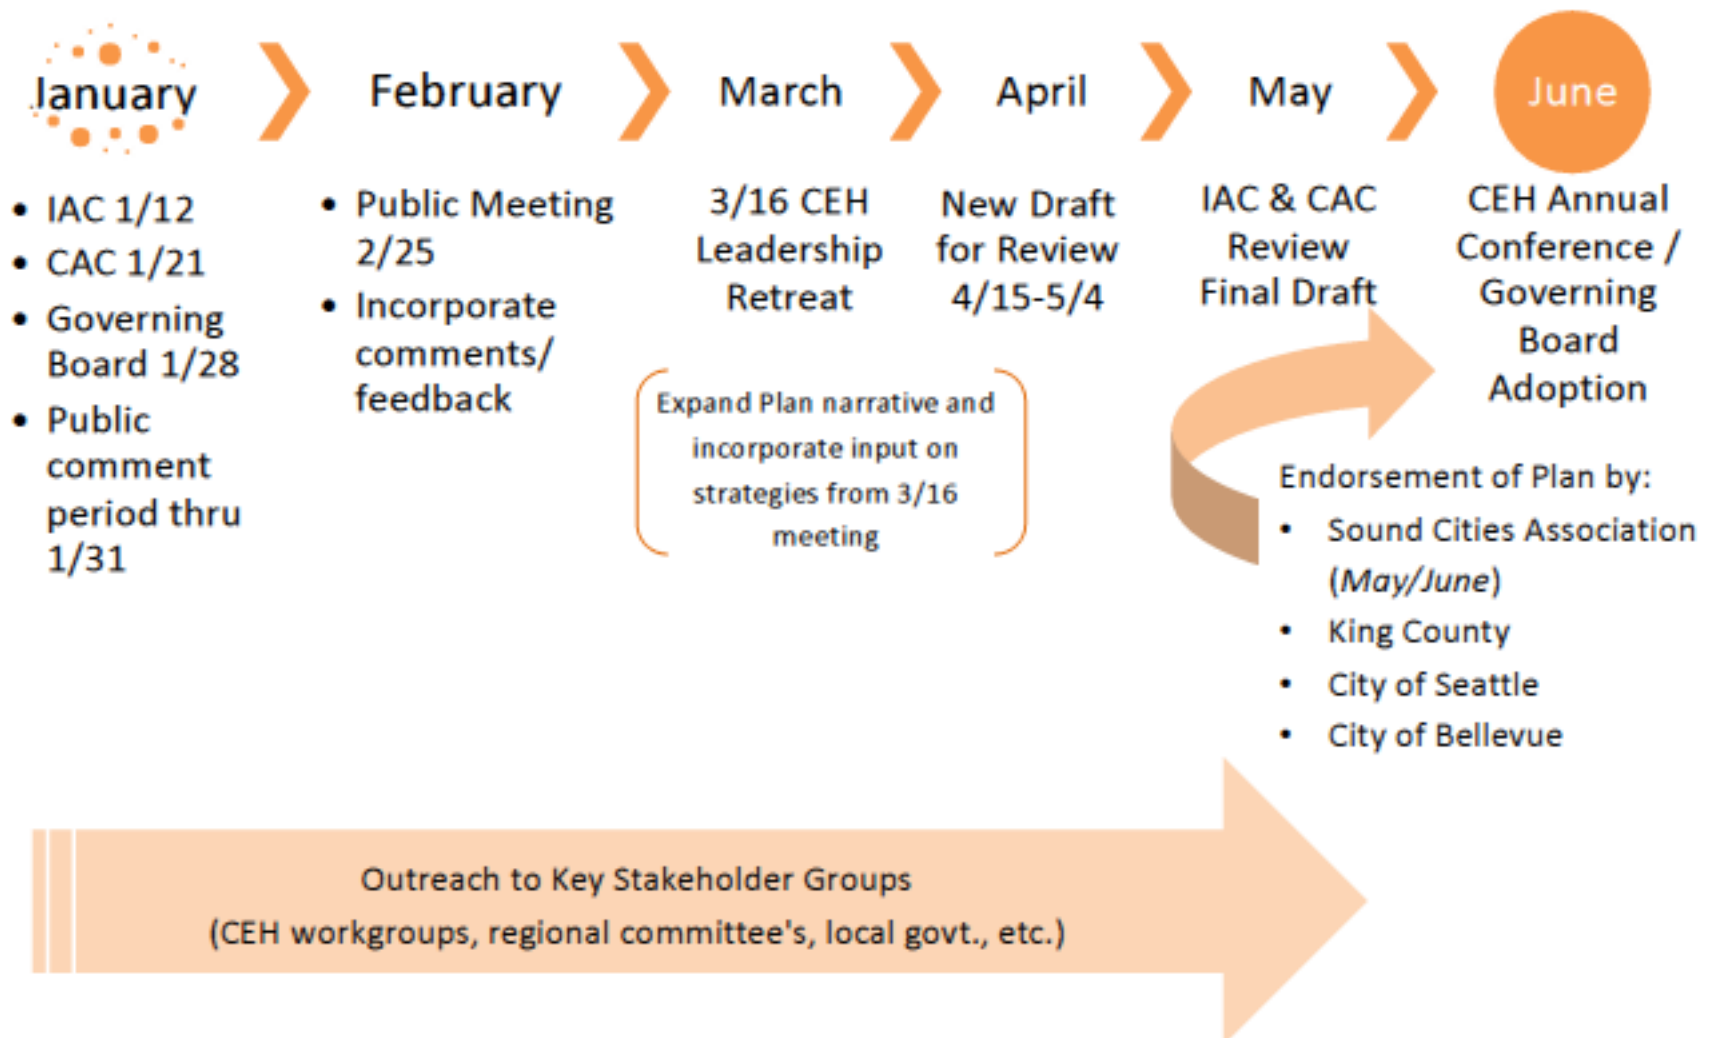 January
February
March
April
May
June
• IAC 1/12
• CAC 1/21
• Governing
Board 1/28
• Public
comment
period thru
1/31
• Public Meeting
2/25
• Incorporate
comments/
feedback
3/16 CEH
Leadership
Retreat
New Draft
for Review
4/15-5/4
Expand Plan narrative and
incorporate input on
strategies from 3/16
meeting
IAC & CAC
Review
Final Draft
CEH Annual
Conference /
Governing
Board
Adoption
Endorsement of Plan by:
• Sound Cities Association
(May/June)
• King County
• City of Seattle
• City of Bellevue
Outreach to Key Stakeholder Groups
(CEH workgroups, regional committee's, local govt., etc.)